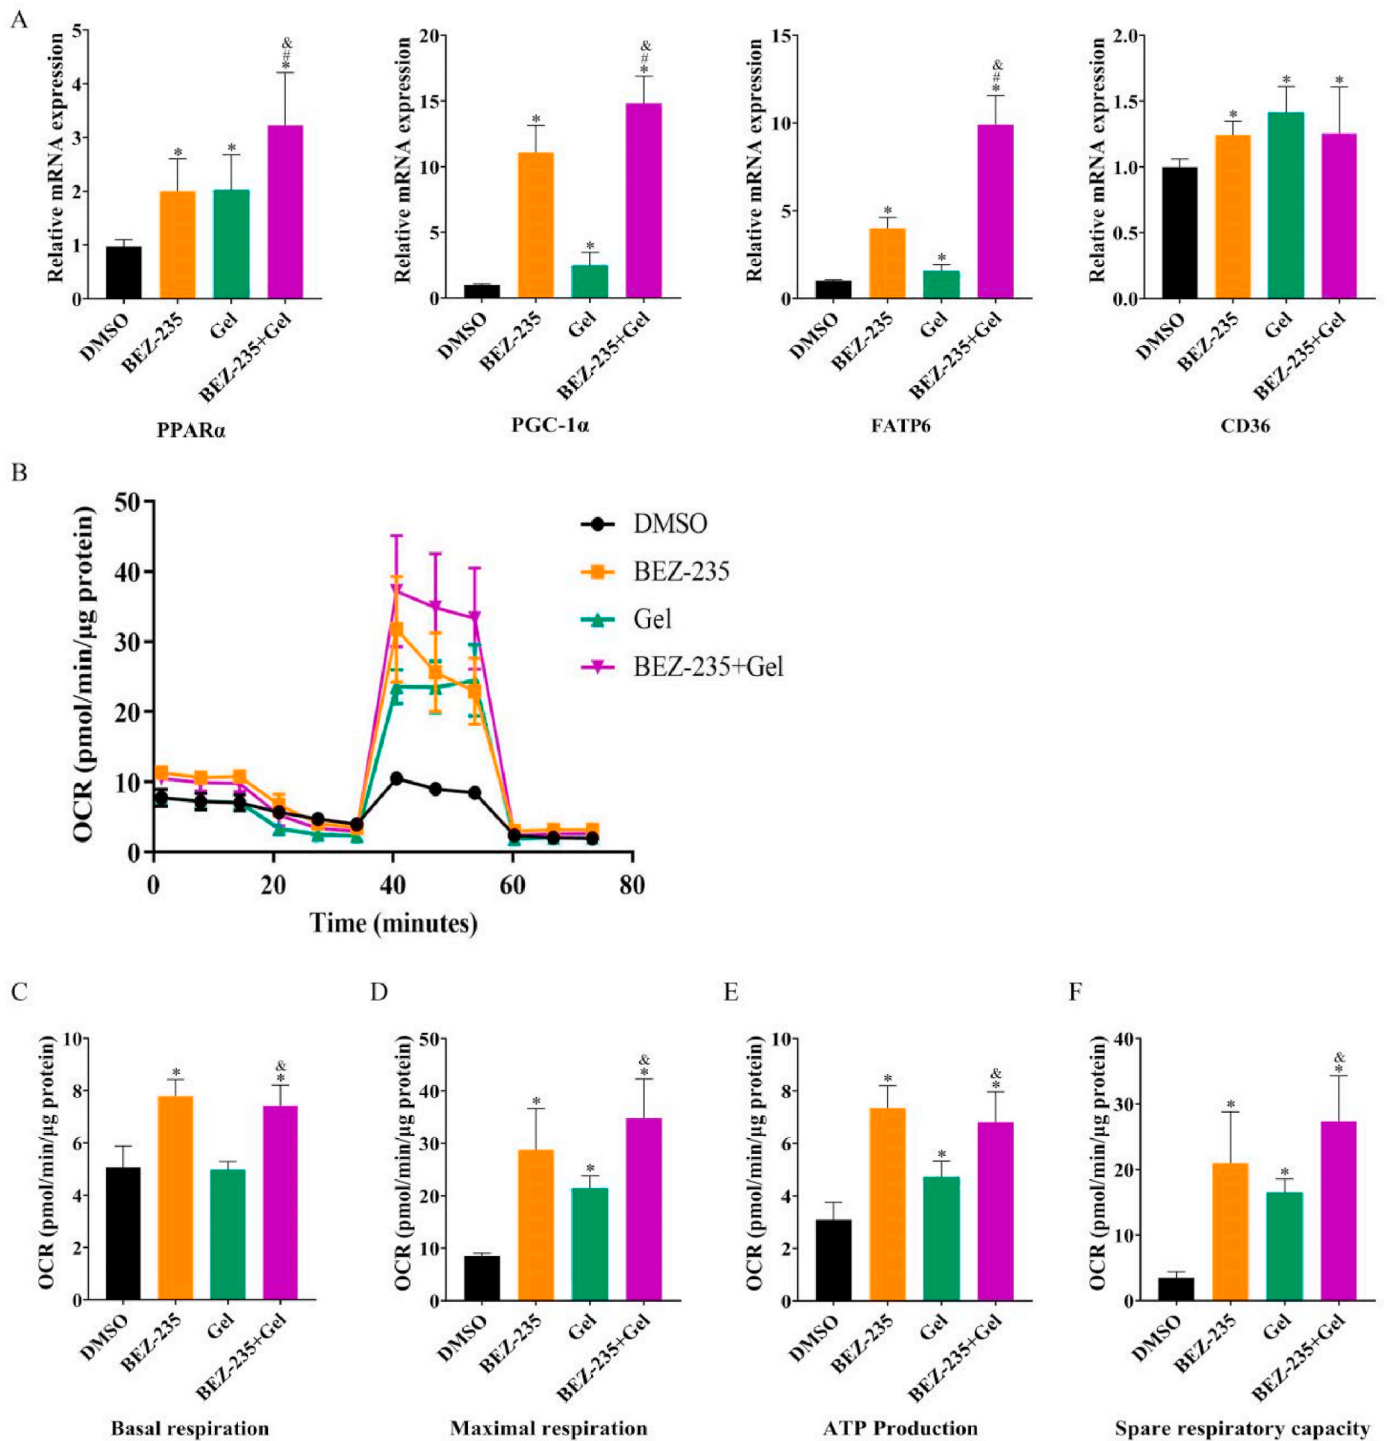 A
Relative mRNA expression
5
4
3
2
1
0
*
*
&
#
*
DMSO
BEZ-235
Gel
BEZ-235+Gel
PPARα
Relative mRNA expression
20
15
10
5
0
*
*
&
#
*
DMSO
BEZ-235
Gel
BEZ-235+Gel
PGC-1α
Relative mRNA expression
15
10
5
0
*
*
&
#
*
DMSO
BEZ-235
Gel
BEZ-235+Gel
FATP6
Relative mRNA expression
2.0
1.5
1.0
0.5
0.0
*
*
*
DMSO
BEZ-235
Gel
BEZ-235+Gel
CD36
B
OCR (pmol/min/μg protein)
50
40
30
20
10
0
0 20 40 60 80
Time (minutes)
DMSO
BEZ-235
Gel
BEZ-235+Gel
C
OCR (pmol/min/μg protein)
10
8
6
4
2
0
*
&
*
DMSO
BEZ-235
Gel
BEZ-235+Gel
Basal respiration
D
OCR (pmol/min/μg protein)
50
40
30
20
10
0
*
*
&
*
DMSO
BEZ-235
Gel
BEZ-235+Gel
Maximal respiration
E
OCR (pmol/min/μg protein)
10
8
6
4
2
0
*
*
&
*
DMSO
BEZ-235
Gel
BEZ-235+Gel
ATP Production
F
OCR (pmol/min/μg protein)
40
30
20
10
0
*
*
&
*
DMSO
BEZ-235
Gel
BEZ-235+Gel
Spare respiratory capacity